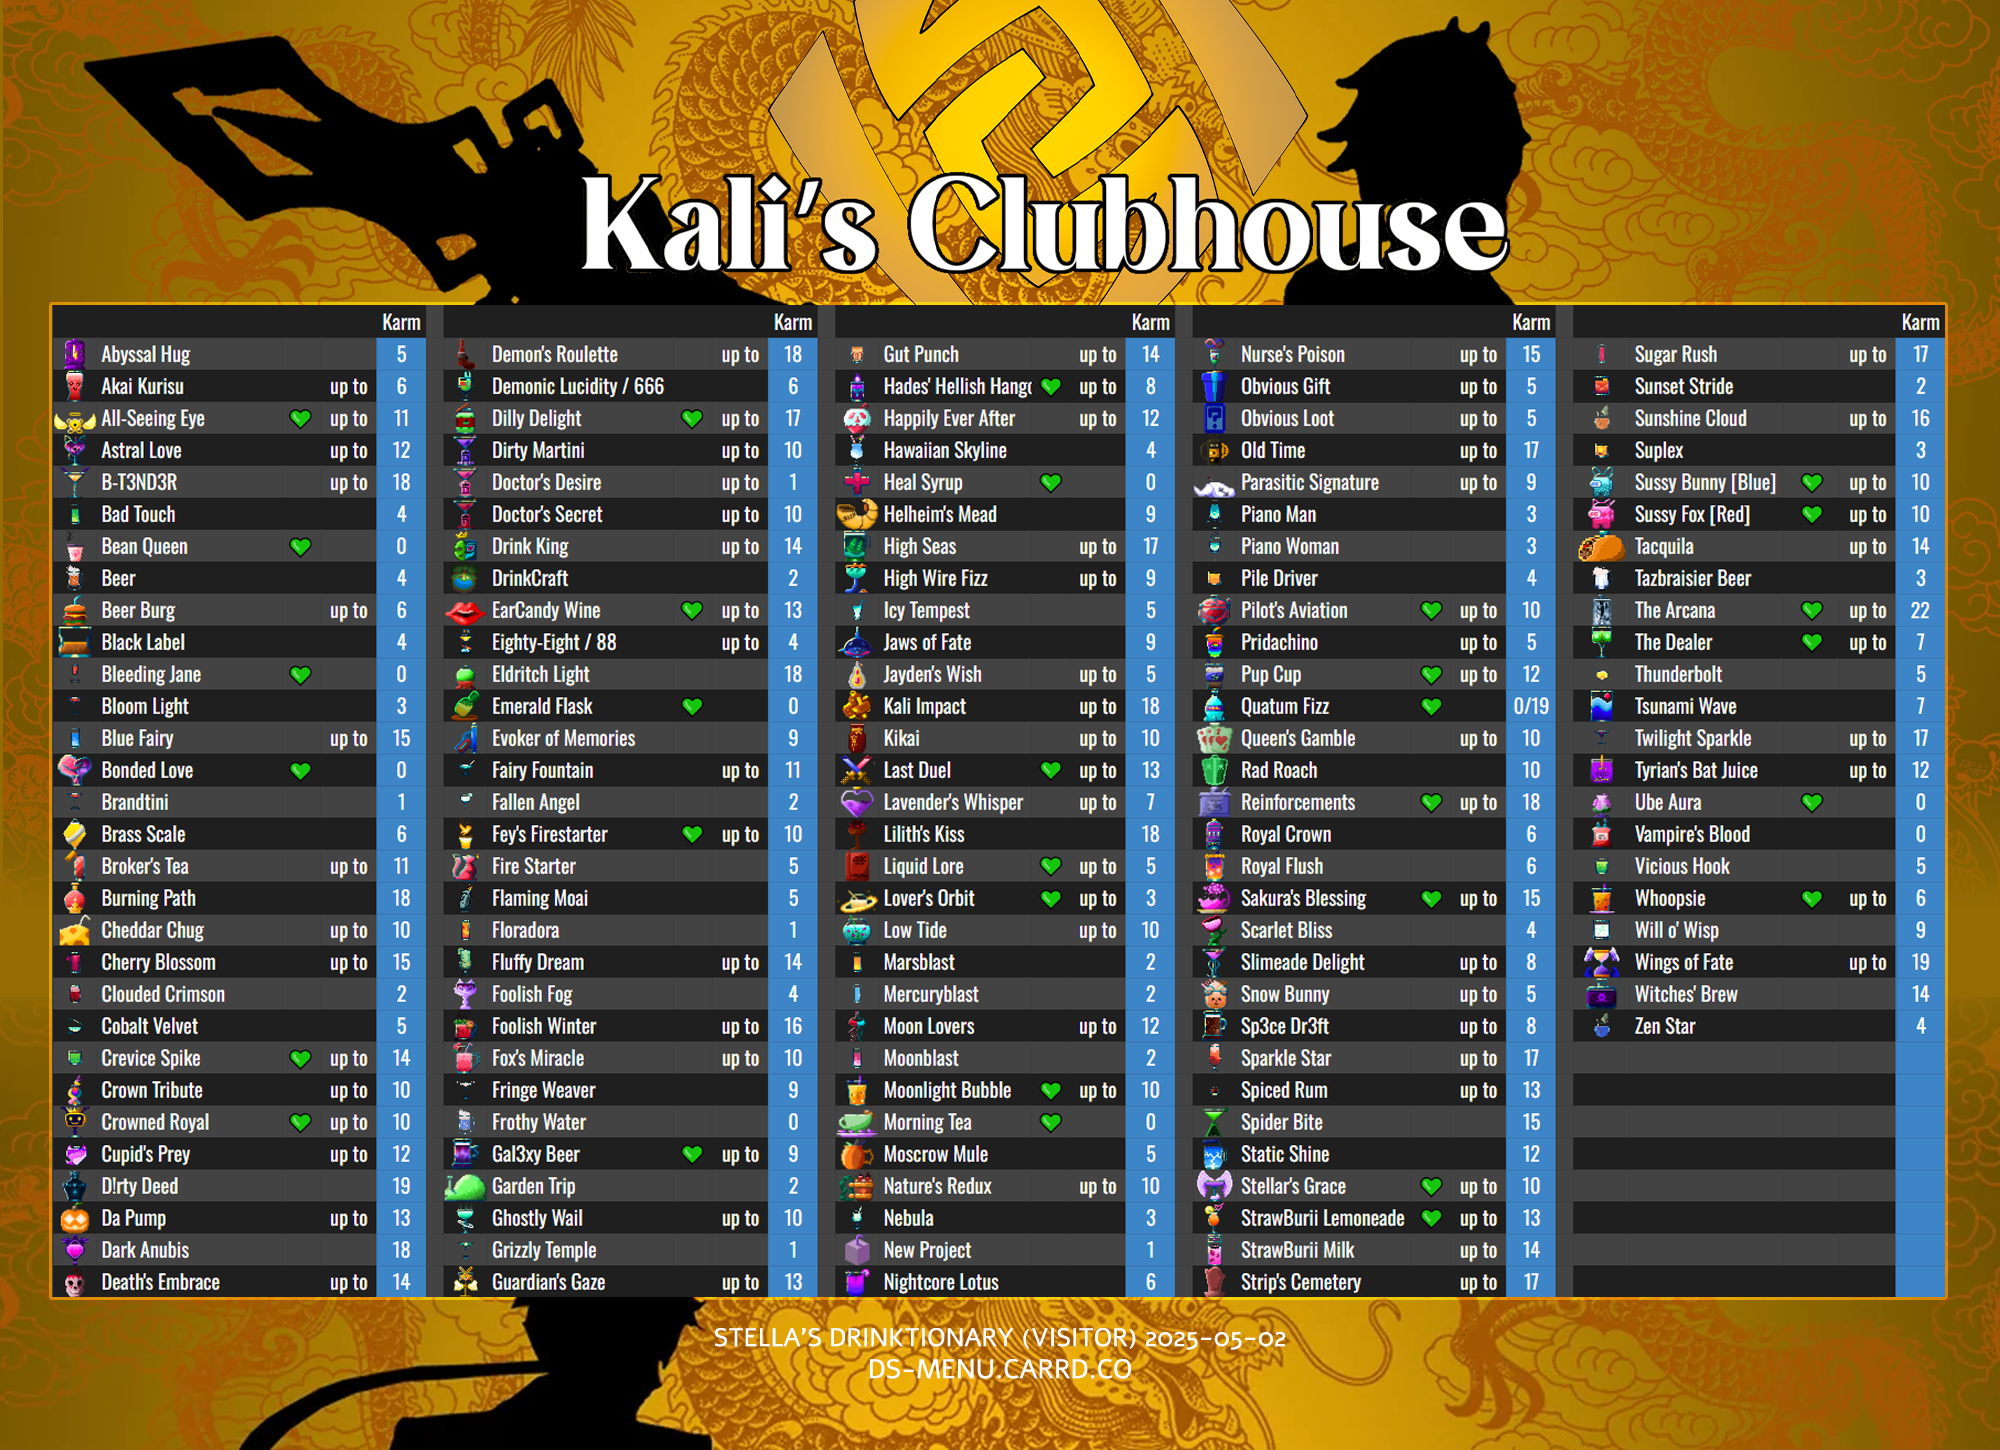 Kali's Clubhouse
Karm
Abyssal Hug 5
Akai Kurisu up to 6
All-Seeing Eye up to 11
Astral Love up to 12
B-T3ND3R up to 18
Bad Touch 4
Bean Queen 0
Beer 4
Beer Burg up to 6
Black Label 4
Bleeding Jane 0
Bloom Light 3
Blue Fairy up to 15
Bonded Love 0
Brandtini 1
Brass Scale 6
Broker's Tea up to 11
Burning Path 18
Cheddar Chug up to 10
Cherry Blossom up to 15
Clouded Crimson 2
Cobalt Velvet 5
Crevice Spike up to 14
Crown Tribute up to 10
Crowned Royal up to 10
Cupid's Prey up to 12
D!rty Deed 19
Da Pump up to 13
Dark Anubis 18
Death's Embrace up to 14
Karm
Demon's Roulette up to 18
Demonic Lucidity / 666 6
Dilly Delight up to 17
Dirty Martini up to 10
Doctor's Desire up to 1
Doctor's Secret up to 10
Drink King up to 14
DrinkCraft 2
EarCandy Wine up to 13
Eighty-Eight / 88 up to 4
Eldritch Light 18
Emerald Flask 0
Evoker of Memories 9
Fairy Fountain up to 11
Fallen Angel 2
Fey's Firestarter up to 10
Fire Starter 5
Flaming Moai 5
Floradora 1
Fluffy Dream up to 14
Foolish Fog 4
Foolish Winter up to 16
Fox's Miracle up to 10
Fringe Weaver 9
Frothy Water 0
Gal3xy Beer up to 9
Garden Trip 2
Ghostly Wail up to 10
Grizzly Temple 1
Guardian's Gaze up to 13
Karm
Gut Punch up to 14
Hades' Hellish Hang up to 8
Happily Ever After up to 12
Hawaiian Skyline 4
Heal Syrup 0
Helheim's Mead 9
High Seas up to 17
High Wire Fizz up to 9
Icy Tempest 5
Jaws of Fate 9
Jayden's Wish up to 5
Kali Impact up to 18
Kikai up to 10
Last Duel up to 13
Lavender's Whisper up to 7
Lilith's Kiss 18
Liquid Lore up to 5
Lover's Orbit up to 3
Low Tide up to 10
Marsblast 2
Mercuryblast 2
Moon Lovers up to 12
Moonblast 2
Moonlight Bubble up to 10
Morning Tea 0
Moscrow Mule 5
Nature's Redux up to 10
Nebula 3
New Project 1
Nightcore Lotus 6
Karm
Nurse's Poison up to 15
Obvious Gift up to 5
Obvious Loot up to 5
Old Time up to 17
Parasitic Signature up to 9
Piano Man 3
Piano Woman 3
Pile Driver 4
Pilot's Aviation up to 10
Pridachino up to 5
Pup Cup up to 12
Quatum Fizz 0/19
Queen's Gamble up to 10
Rad Roach 10
Reinforcements up to 18
Royal Crown 6
Royal Flush 6
Sakura's Blessing up to 15
Scarlet Bliss 4
Slimeade Delight up to 8
Snow Bunny up to 5
Sp3ce Dr3ft up to 8
Sparkle Star up to 17
Spiced Rum up to 13
Spider Bite 15
Static Shine 12
Stellar's Grace up to 10
StrawBurii Lemoneade up to 13
StrawBurii Milk up to 14
Strip's Cemetery up to 17
Karm
Sugar Rush up to 17
Sunset Stride 2
Sunshine Cloud up to 16
Suplex 3
Sussy Bunny [Blue] up to 10
Sussy Fox [Red] up to 10
Tacquila up to 14
Tazbraisier Beer 3
The Arcana up to 22
The Dealer up to 7
Thunderbolt 5
Tsunami Wave 7
Twilight Sparkle up to 17
Tyrian's Bat Juice up to 12
Ube Aura 0
Vampire's Blood 0
Vicious Hook 5
Whoopsie up to 6
Will o' Wisp 9
Wings of Fate up to 19
Witches' Brew 14
Zen Star 4
STELLA'S DRINKTIONARY (VISITOR) 2025-05-02
DS-MENU.CARRD.CO